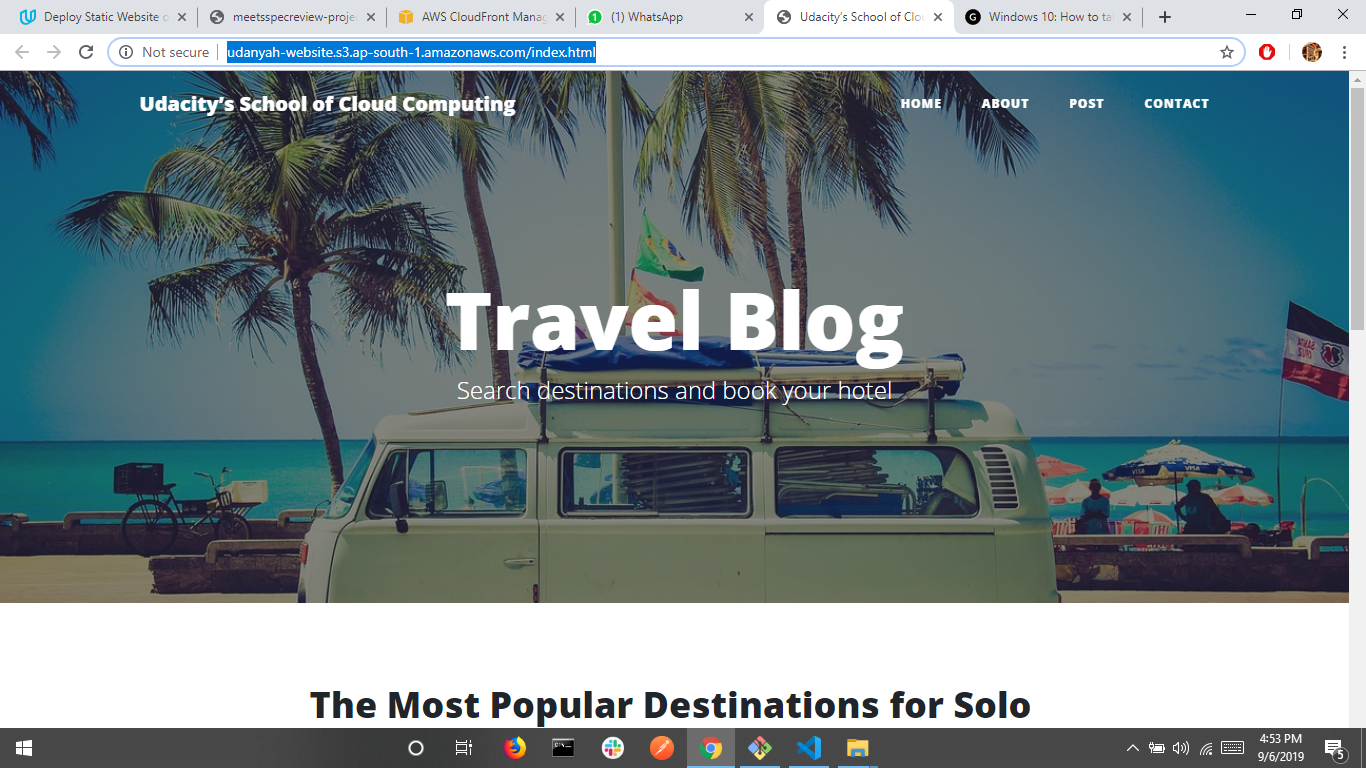 Deploy Static Website o
meetsspecreview-proje
AWS CloudFront Manag
(1) WhatsApp
Udacity's School of Clou
Windows 10: How to ta
Not secure
udanyah-website.s3.ap-south-1.amazonaws.com/index.html
Udacity’s School of Cloud Computing
HOME
ABOUT
POST
CONTACT
Travel Blog
Search destinations and book your hotel
VISA
VISA
The Most Popular Destinations for Solo
4:53 PM
9/6/2019
5